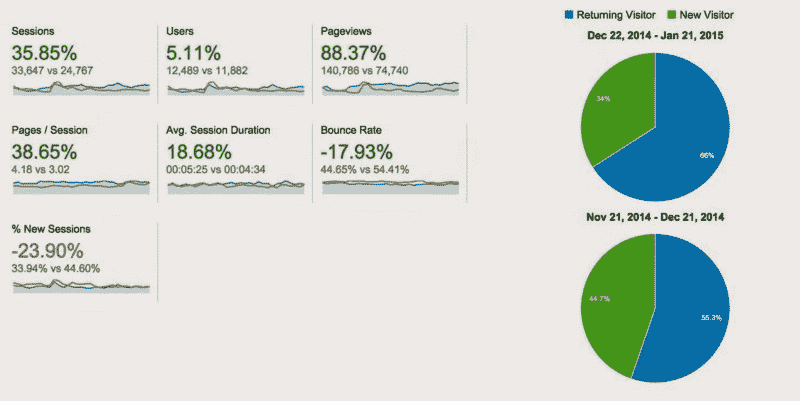 Sessions
35.85%
33,647 vs 24,767
Users
5.11%
12,489 vs 11,882
Pageviews
88.37%
140,786 vs 74,740
Pages / Session
38.65%
4.18 vs 3.02
Avg. Session Duration
18.68%
00:05:25 vs 00:04:34
Bounce Rate
-17.93%
44.65% vs 54.41%
% New Sessions
-23.90%
33.94% vs 44.60%
Returning Visitor
New Visitor
Dec 22, 2014 - Jan 21, 2015
34%
66%
Nov 21, 2014 - Dec 21, 2014
44.7%
55.3%